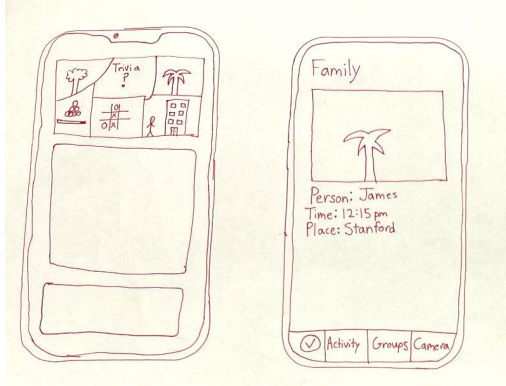 Trivia
?
O
X
O X
Family
Person: James
Time: 12:15 pm
Place: Stanford
Activity
Groups
Camera